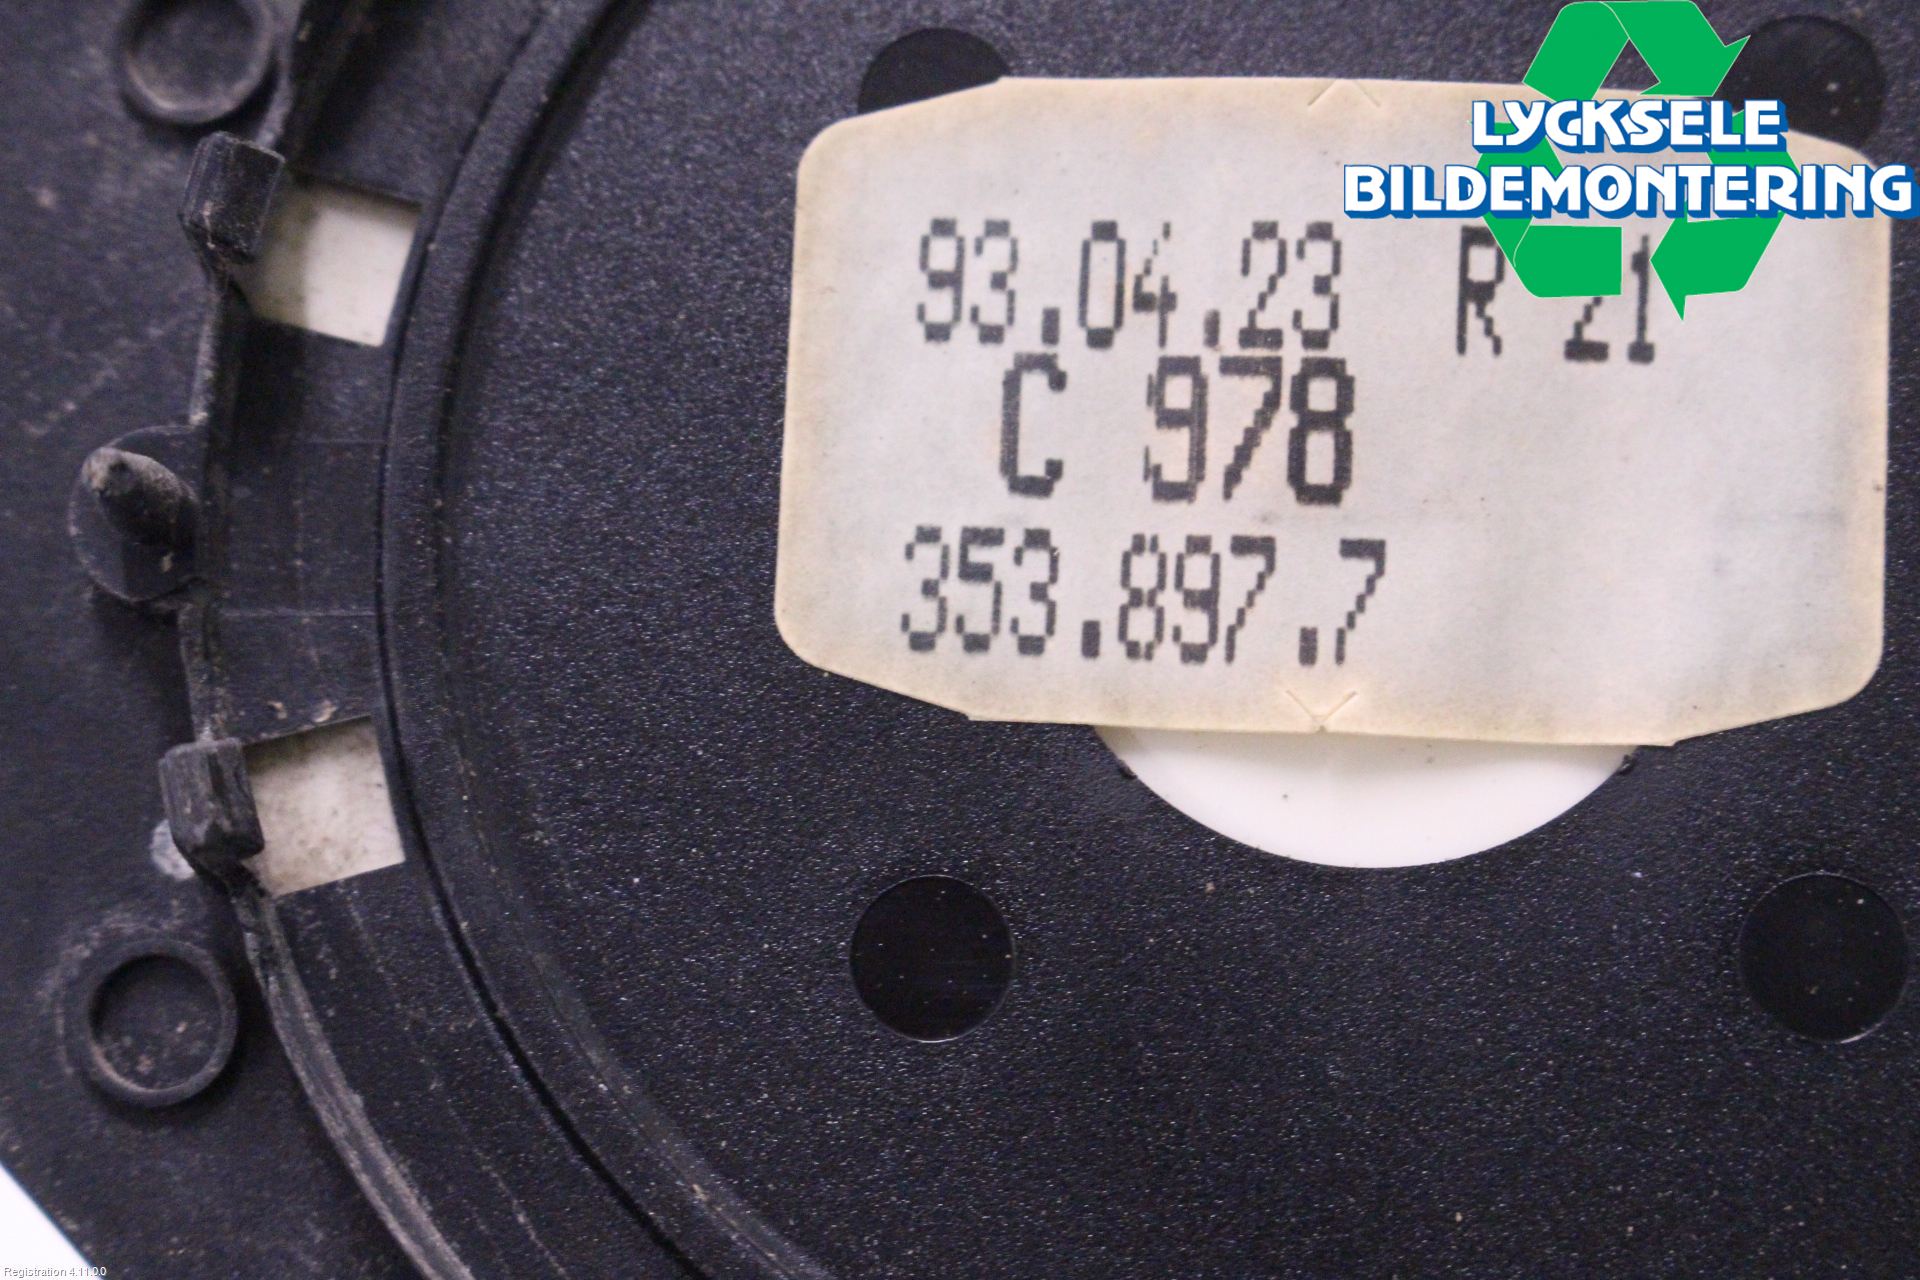 LYCKSELE
BILDEMONTERING
93.04.23 R 21
C 978
353.897.7
Registration 4.11.0.0